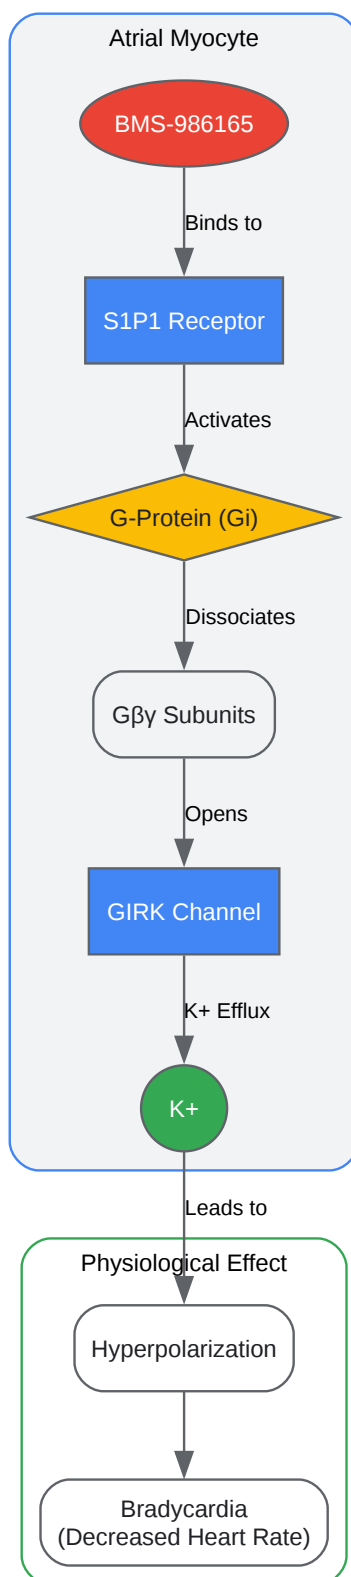 Atrial Myocyte
BMS-986165
Binds to
S1P1 Receptor
Activates
G-Protein (Gi)
Dissociates
Gβγ Subunits
Opens
GIRK Channel
K+ Efflux
K+
Leads to
Physiological Effect
Hyperpolarization
Bradycardia
(Decreased Heart Rate)